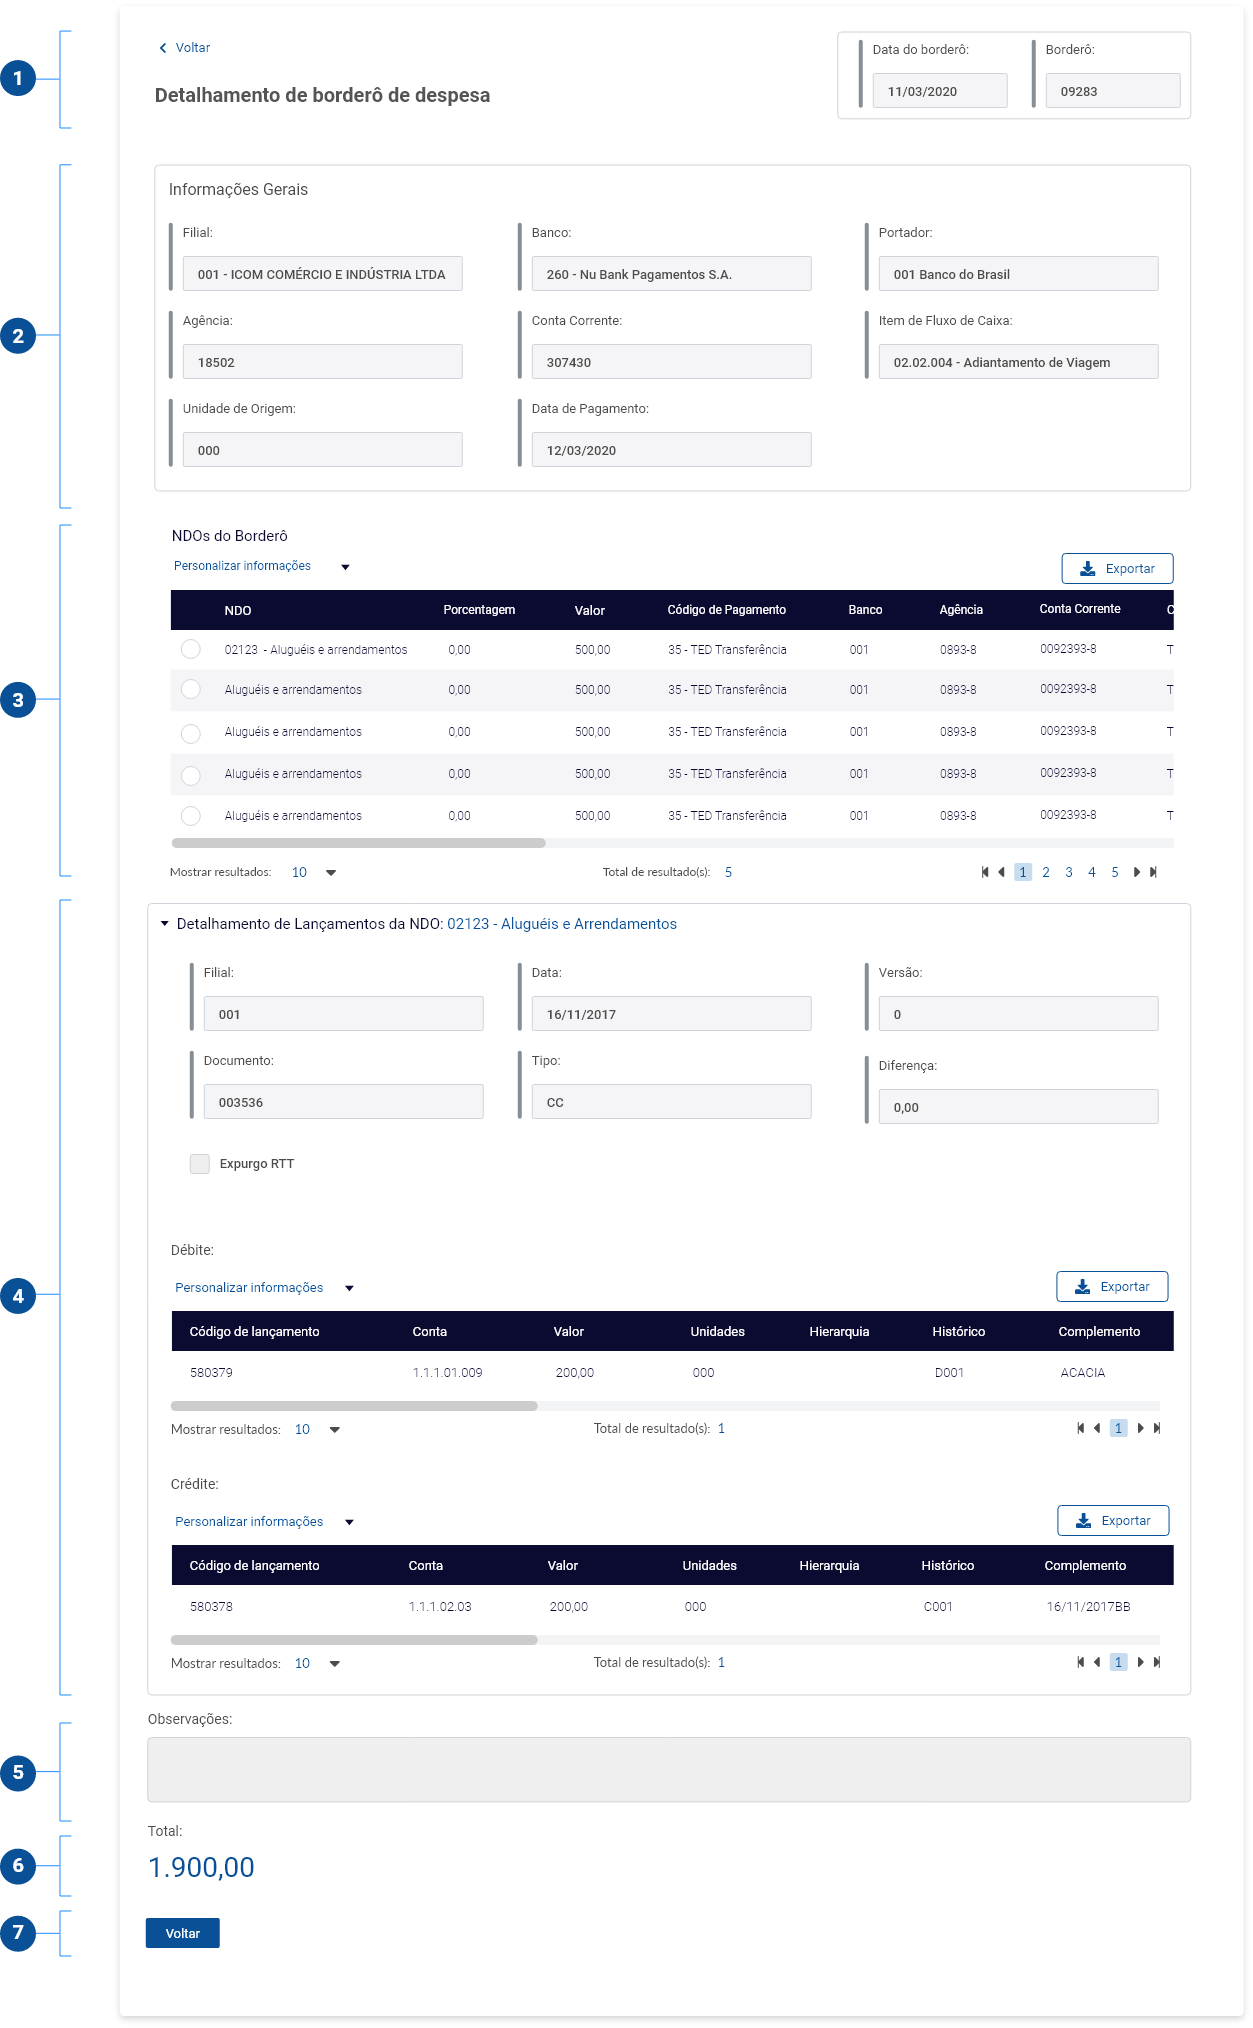 1
Voltar
Detalhamento de borderô de despesa
Data do borderô: Borderô:
11/03/2020 09283
2
Informações Gerais
Filial: Banco: Portador:
001 - ICOM COMÉRCIO E INDÚSTRIA LTDA 260 - Nu Bank Pagamentos S.A. 001 Banco do Brasil
Agência: Conta Corrente: Item de Fluxo de Caixa:
18502 307430 02.02.004 - Adiantamento de Viagem
Unidade de Origem: Data de Pagamento:
000 12/03/2020
3
NDOs do Borderô
Personalizar informações Exportar
NDO Porcentagem Valor Código de Pagamento Banco Agência Conta Corrente C
02123 - Aluguéis e arrendamentos 0,00 500,00 35 - TED Transferência 001 0893-8 0092393-8 T
Aluguéis e arrendamentos 0,00 500,00 35 - TED Transferência 001 0893-8 0092393-8 T
Aluguéis e arrendamentos 0,00 500,00 35 - TED Transferência 001 0893-8 0092393-8 T
Aluguéis e arrendamentos 0,00 500,00 35 - TED Transferência 001 0893-8 0092393-8 T
Aluguéis e arrendamentos 0,00 500,00 35 - TED Transferência 001 0893-8 0092393-8 T
Mostrar resultados: 10 Total de resultado(s): 5 1 2 3 4 5
4
Detalhamento de Lançamentos da NDO: 02123 - Aluguéis e Arrendamentos
Filial: Data: Versão:
001 16/11/2017 0
Documento: Tipo: Diferença:
003536 CC 0,00
Expurgo RTT
Débite:
Personalizar informações Exportar
Código de lançamento Conta Valor Unidades Hierarquia Histórico Complemento
580379 1.1.1.01.009 200,00 000 D001 ACACIA
Mostrar resultados: 10 Total de resultado(s): 1 1
Crédite:
Personalizar informações Exportar
Código de lançamento Conta Valor Unidades Hierarquia Histórico Complemento
580378 1.1.1.02.03 200,00 000 C001 16/11/2017BB
Mostrar resultados: 10 Total de resultado(s): 1 1
5
Observações:
6
Total:
1.900,00
7
Voltar